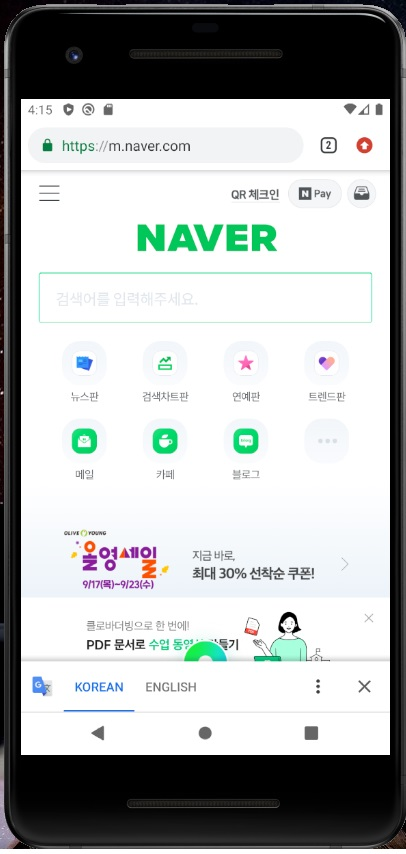 4:15
https://m.naver.com
2
QR 체크인
N Pay
NAVER
검색어를 입력해주세요.
뉴스판
검색차트판
연예판
트렌드판
메일
카페
블로그
OLIVE YOUNG
올영세일
9/17(목)~9/23(수)
지금 바로,
최대 30% 선착순 쿠폰!
클로바더빙으로 한 번에!
PDF 문서로 수업 동영상 만들기
KOREAN
ENGLISH